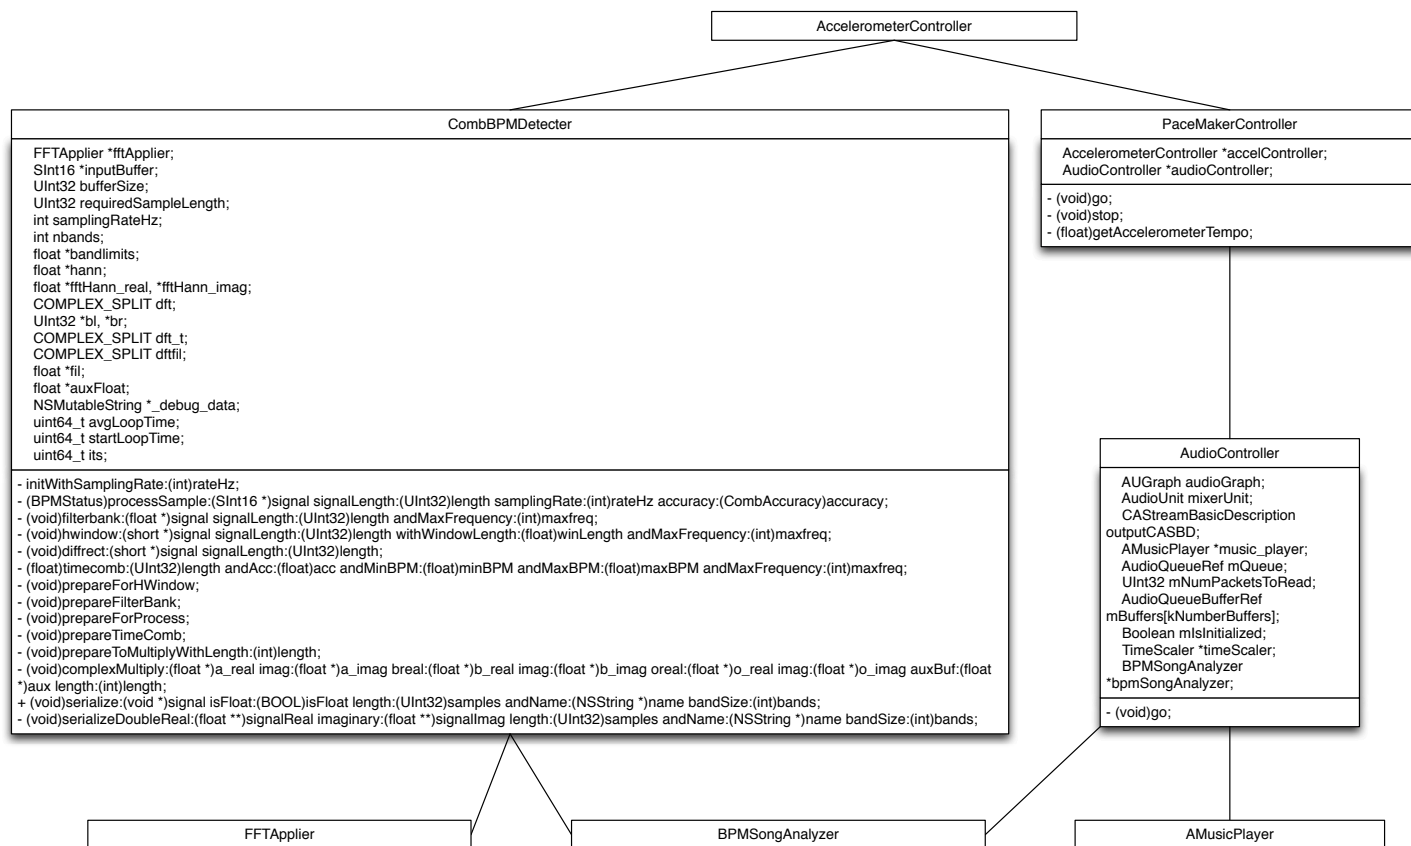 AccelerometerController
CombBPMDetecter
FFTApplier *fftApplier;
SInt16 *inputBuffer;
UInt32 bufferSize;
UInt32 requiredSampleLength;
int samplingRateHz;
int nbands;
float *bandlimits;
float *hann;
float *fftHann_real, *fftHann_imag;
COMPLEX_SPLIT dft;
UInt32 *bl, *br;
COMPLEX_SPLIT dft_t;
COMPLEX_SPLIT dftfil;
float *fil;
float *auxFloat;
NSMutableString *_debug_data;
uint64_t avgLoopTime;
uint64_t startLoopTime;
uint64_t its;
- initWithSamplingRate:(int)rateHz;
- (BPMStatus)processSample:(SInt16 *)signal signalLength:(UInt32)length samplingRate:(int)rateHz accuracy:(CombAccuracy)accuracy;
- (void)filterbank:(float *)signal signalLength:(UInt32)length andMaxFrequency:(int)maxfreq;
- (void)hwindow:(short *)signal signalLength:(UInt32)length withWindowLength:(float)winLength andMaxFrequency:(int)maxfreq;
- (void)diffrect:(short *)signal signalLength:(UInt32)length;
- (float)timecomb:(UInt32)length andAcc:(float)acc andMinBPM:(float)minBPM andMaxBPM:(float)maxBPM andMaxFrequency:(int)maxfreq;
- (void)prepareForHWindow;
- (void)prepareFilterBank;
- (void)prepareForProcess;
- (void)prepareTimeComb;
- (void)prepareToMultiplyWithLength:(int)length;
- (void)complexMultiply:(float *)a_real imag:(float *)a_imag breal:(float *)b_real imag:(float *)b_imag oreal:(float *)o_real imag:(float *)o_imag auxBuf:(float
*)aux length:(int)length;
+ (void)serialize:(void *)signal isFloat:(BOOL)isFloat length:(UInt32)samples andName:(NSString *)name bandSize:(int)bands;
- (void)serializeDoubleReal:(float **)signalReal imaginary:(float **)signalImag length:(UInt32)samples andName:(NSString *)name bandSize:(int)bands;
PaceMakerController
AccelerometerController *accelController;
AudioController *audioController;
- (void)go;
- (void)stop;
- (float)getAccelerometerTempo;
AudioController
AUGraph audioGraph;
AudioUnit mixerUnit;
CAStreamBasicDescription
outputCASBD;
AMusicPlayer *music_player;
AudioQueueRef mQueue;
UInt32 mNumPacketsToRead;
AudioQueueBufferRef
mBuffers[kNumberBuffers];
Boolean mIsInitialized;
TimeScaler *timeScaler;
BPMSongAnalyzer
*bpmSongAnalyzer;
- (void)go;
FFTApplier
BPMSongAnalyzer
AMusicPlayer